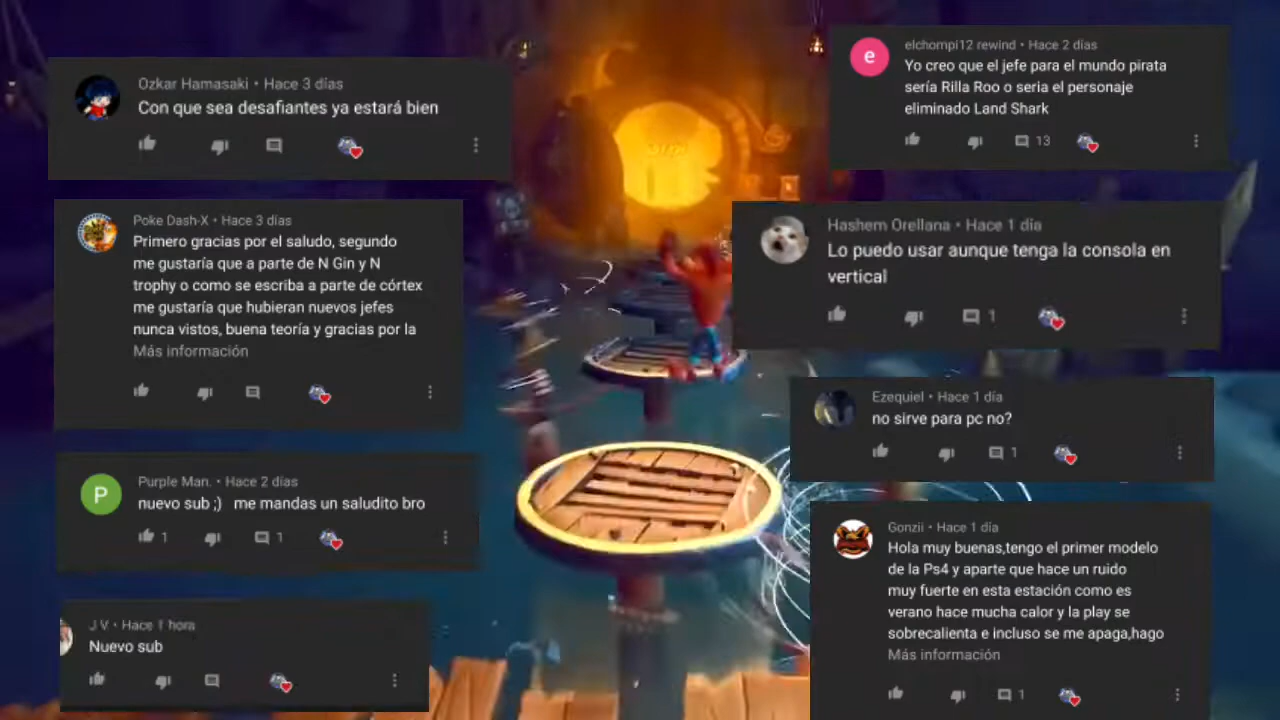 Ozkar Hamasaki • Hace 3 días
Con que sea desafiantes ya estará bien
Poke Dash-X • Hace 3 días
Primero gracias por el saludo, segundo
me gustaría que a parte de N Gin y N
trophy o como se escriba a parte de córtex
me gustaría que hubieran nuevos jefes
nunca vistos, buena teoría y gracias por la
Más información
P
Purple Man. • Hace 2 días
nuevo sub ;) me mandas un saludito bro
1 1
J V • Hace 1 hora
Nuevo sub
e
elchompi12 rewind • Hace 2 días
Yo creo que el jefe para el mundo pirata
sería Rilla Roo o seria el personaje
eliminado Land Shark
13
Hashem Orellana • Hace 1 día
Lo puedo usar aunque tenga la consola en
vertical
1
Ezequiel • Hace 1 día
no sirve para pc no?
1
Gonzii • Hace 1 día
Hola muy buenas,tengo el primer modelo
de la Ps4 y aparte que hace un ruido
muy fuerte en esta estación como es
verano hace mucha calor y la play se
sobrecalienta e incluso se me apaga,hago
Más información
1